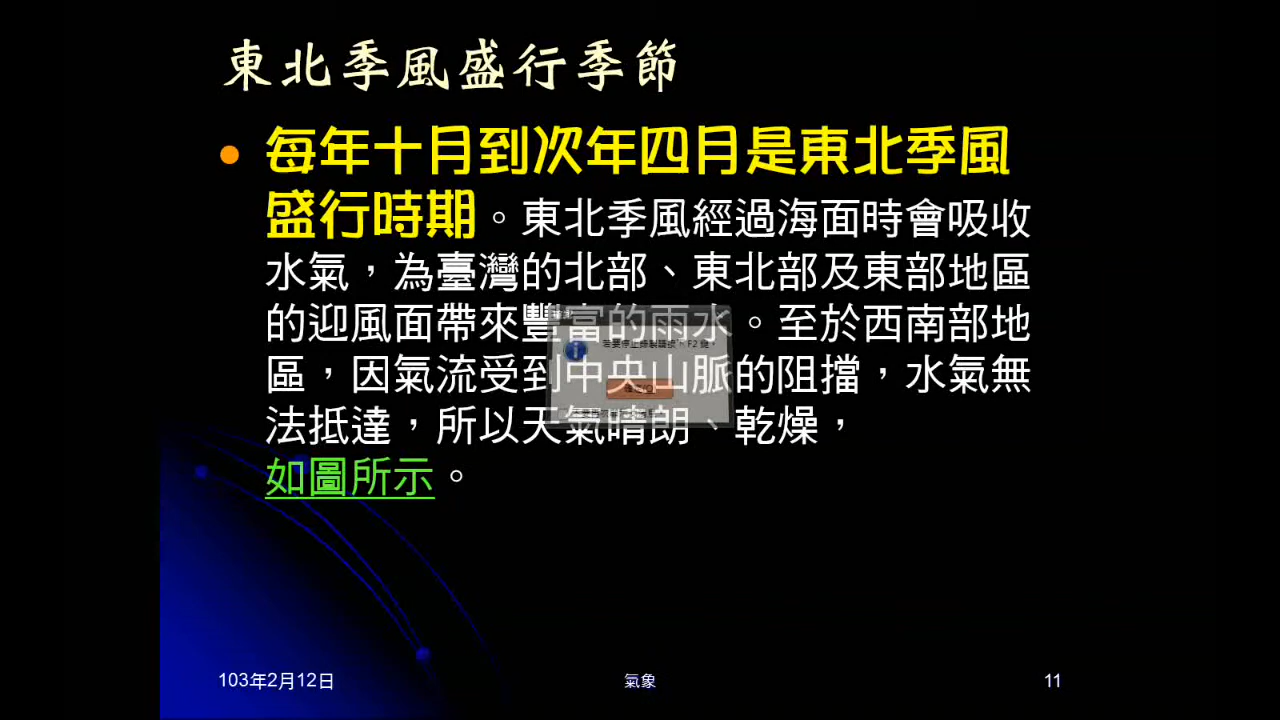 東北季風盛行季節
每年十月到次年四月是東北季風
盛行時期。東北季風經過海面時會吸收
水氣，為臺灣的北部、東北部及東部地區
的迎風面帶來豐富的雨水。至於西南部地
區，因氣流受到中央山脈的阻擋，水氣無
法抵達，所以天氣晴朗、乾燥，
如圖所示。
103年2月12日
氣象
11